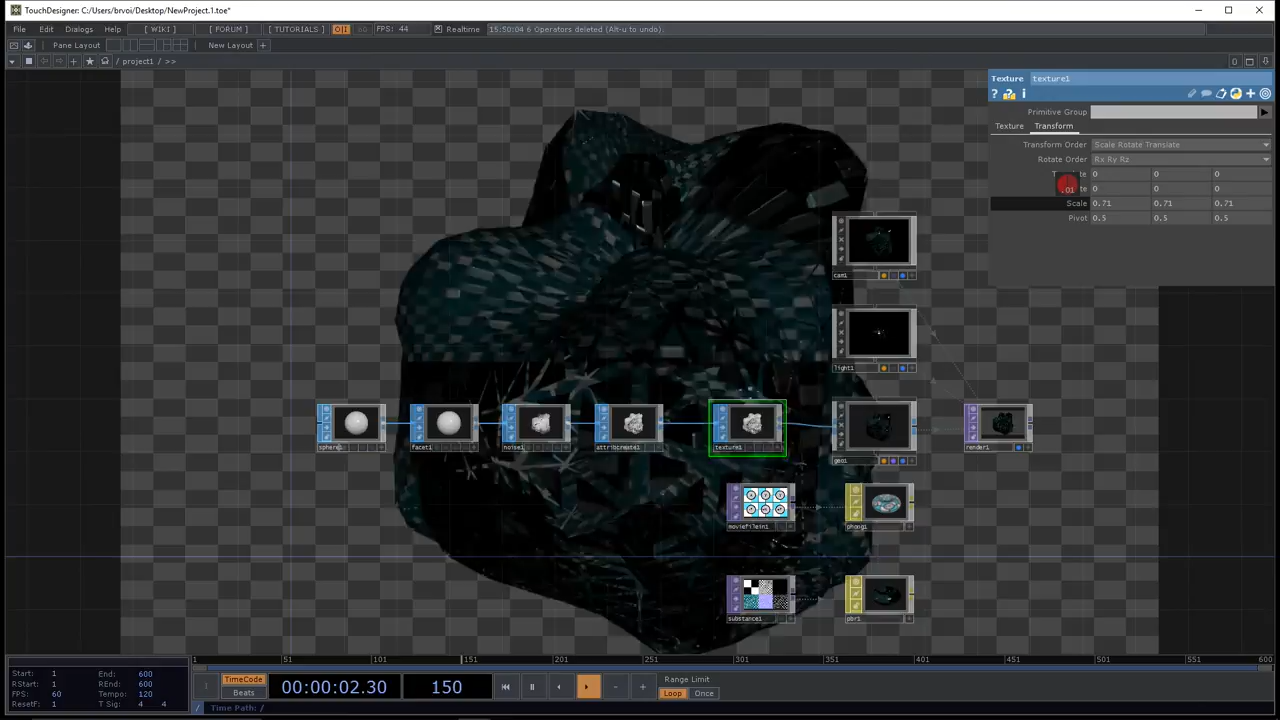 TouchDesigner: C:/Users/brvoi/Desktop/NewProject.1.toe*
File Edit Dialogs Help [ WIKI ] [ FORUM ] [ TUTORIALS ] O|I FPS: 44 Realtime 15:50:04 6 Operators deleted (Alt-u to undo).
Pane Layout New Layout +
/ project1 / >> 0
Texture texture1
? ? i
Primitive Group
Texture Transform
Transform Order Scale Rotate Translate
Rotate Order Rx Ry Rz
0 0 0
.01 0 0 0
Scale 0.71 0.71 0.71
Pivot 0.5 0.5 0.5
cam1
light1
sphere1 facet1 noise1 attribcreate1 texture1 geo1 render1
moviefilein1 phong1
substance1 pbr1
1 51 101 151 201 251 301 351 401 451 501 551 600
Start: 1 End: 600
RStart: 1 REnd: 600
FPS: 60 Tempo: 120
ResetF: 1 T Sig: 4 4
TimeCode
Beats
00:00:02.30 150
Range Limit
Loop Once
/ Time Path: /